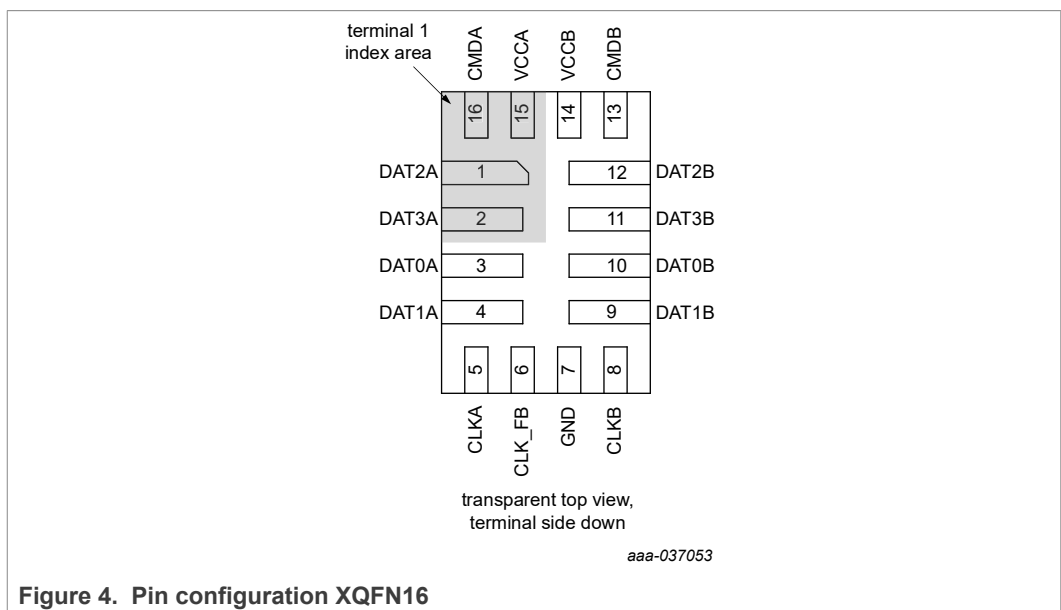 terminal 1
index area
CMDA
VCCA
VCCB
CMDB
16
15
14
13
DAT2A
1
12
DAT2B
DAT3A
2
11
DAT3B
DAT0A
3
10
DAT0B
DAT1A
4
9
DAT1B
5
6
7
8
CLKA
CLK_FB
GND
CLKB
transparent top view,
terminal side down
aaa-037053
Figure 4. Pin configuration XQFN16